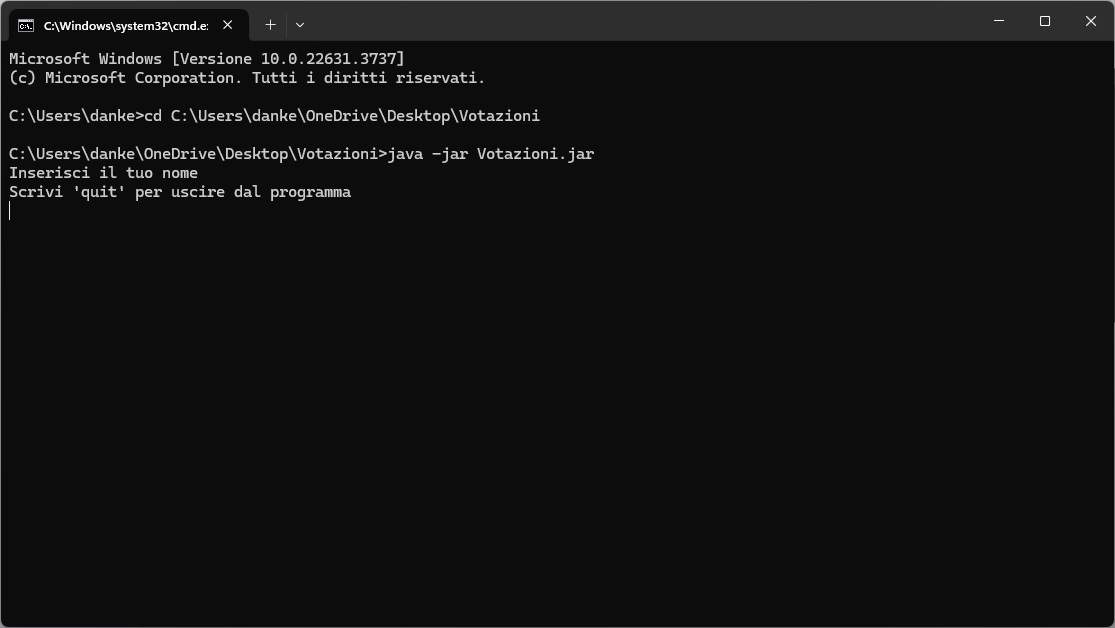 C:\Windows\system32\cmd.e:
Microsoft Windows [Versione 10.0.22631.3737]
(c) Microsoft Corporation. Tutti i diritti riservati.
C:\Users\danke>cd C:\Users\danke\OneDrive\Desktop\Votazioni
C:\Users\danke\OneDrive\Desktop\Votazioni>java -jar Votazioni.jar
Inserisci il tuo nome
Scrivi 'quit' per uscire dal programma